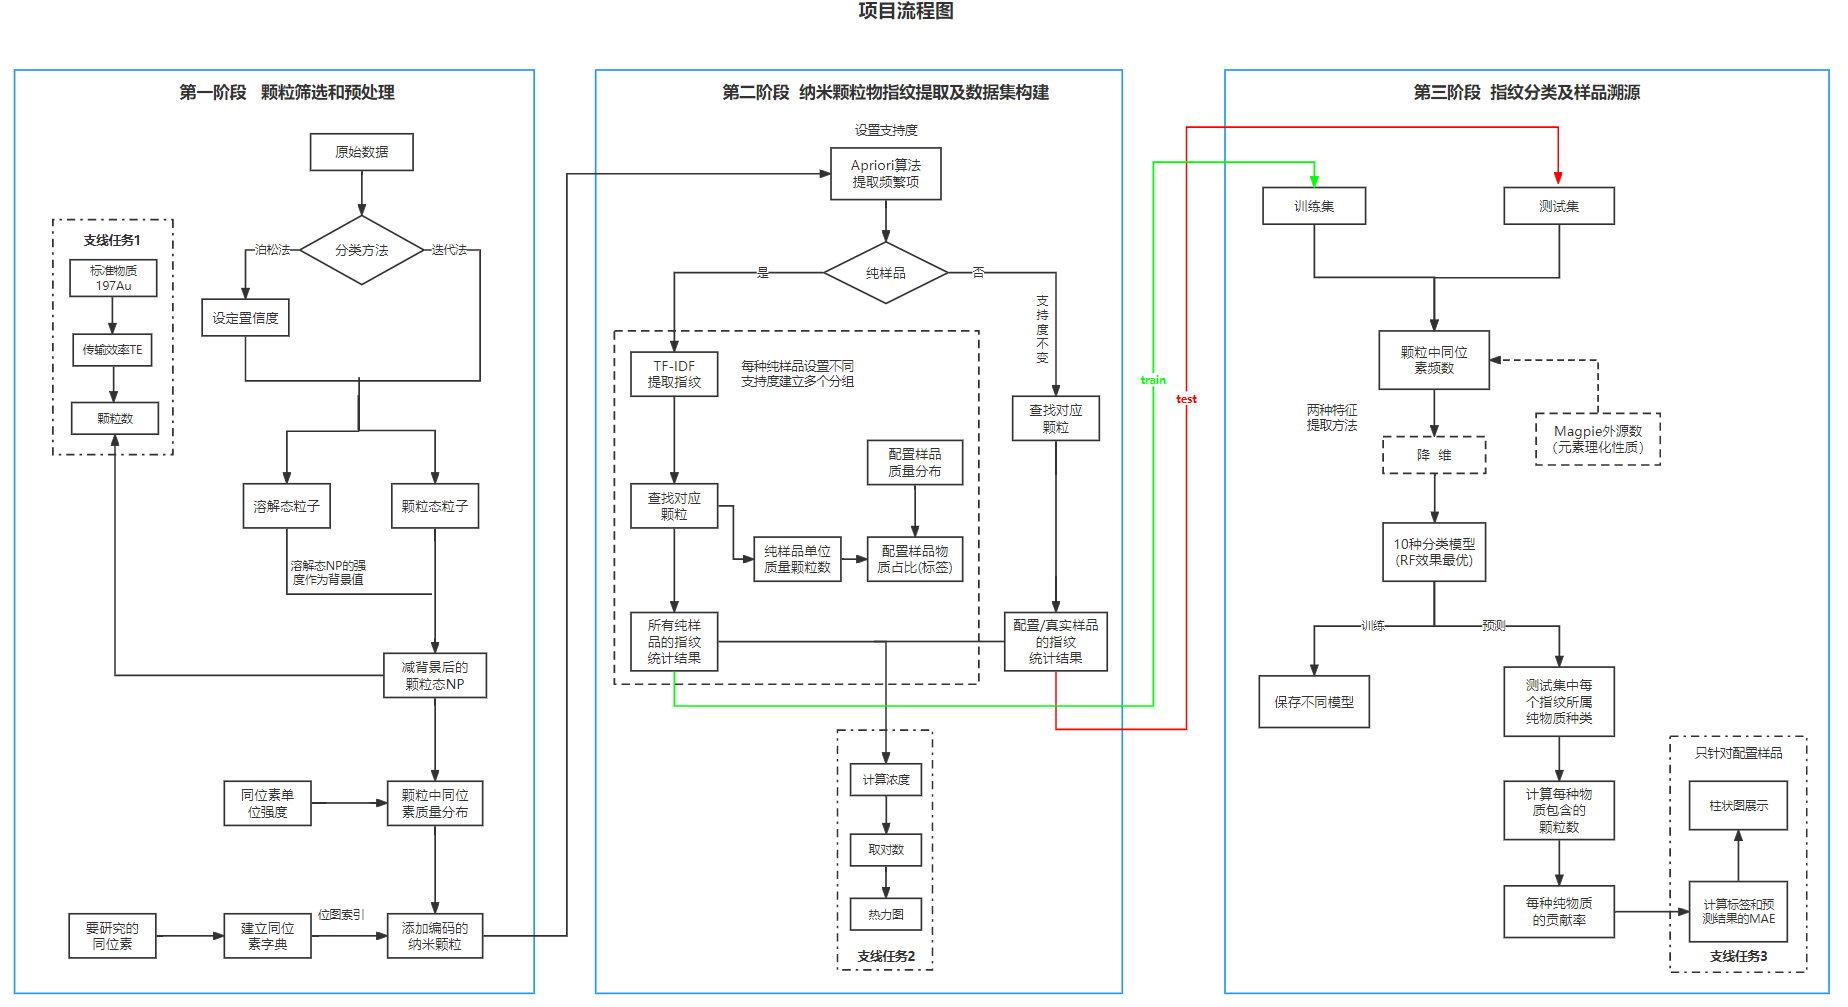 项目流程图
第一阶段 颗粒筛选和预处理
原始数据
分类方法
泊松法
迭代法
设定置信度
支线任务1
标准物质
197Au
传输效率TE
颗粒数
溶解态粒子
颗粒态粒子
溶解态NP的强
度作为背景值
减背景后的
颗粒态NP
同位素单
位强度
颗粒中同位
素质量分布
要研究的
同位素
建立同位
素字典
位图索引
添加编码的
纳米颗粒
第二阶段 纳米颗粒物指纹提取及数据集构建
设置支持度
Apriori算法
提取频繁项
纯样品
是
否
支
持
度
不
变
TF-IDF
提取指纹
每种纯样品设置不同
支持度建立多个分组
查找对应
颗粒
配置样品
质量分布
查找对应
颗粒
纯样品单位
质量颗粒数
配置样品物
质占比(标签)
所有纯样
品的指纹
统计结果
配置/真实样品
的指纹
统计结果
计算浓度
取对数
热力图
支线任务2
train
test
第三阶段 指纹分类及样品溯源
训练集
测试集
颗粒中同位
素频数
两种特征
提取方法
Magpie外源数
（元素理化性质）
降 维
10种分类模型
(RF效果最优)
训练
预测
保存不同模型
测试集中每
个指纹所属
纯物质种类
计算每种物
质包含的
颗粒数
每种纯物质
的贡献率
只针对配置样品
柱状图展示
计算标签和预
测结果的MAE
支线任务3